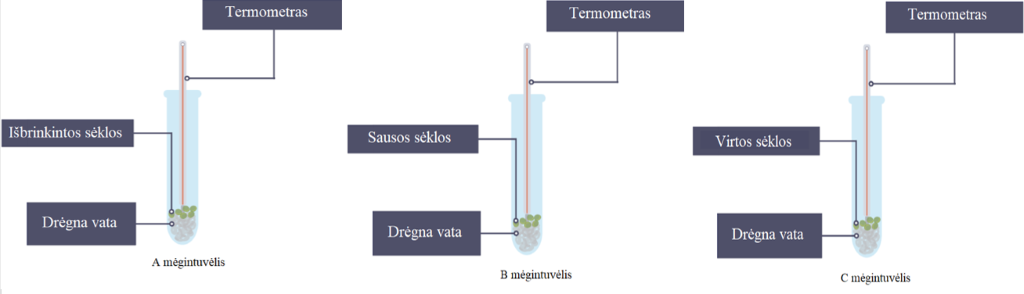 Termometras
Išbrinkintos sėklos
Drėgna vata
A mėgintuvėlis
Termometras
Sausos sėklos
Drėgna vata
B mėgintuvėlis
Termometras
Virtos sėklos
Drėgna vata
C mėgintuvėlis